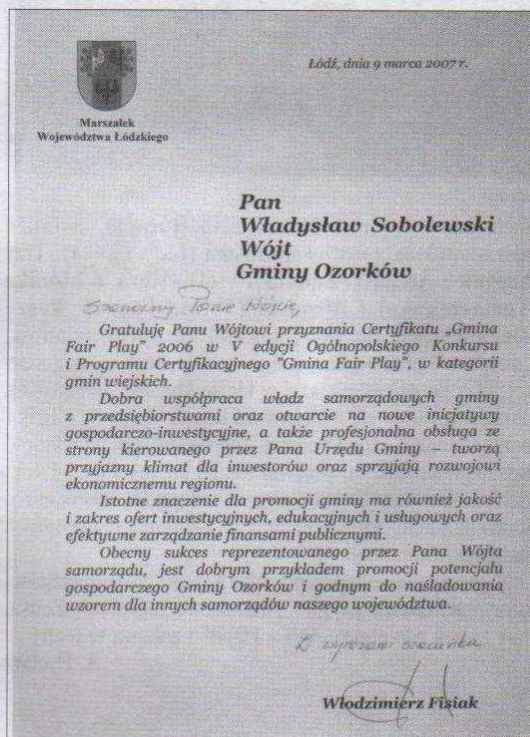 Łódź, dnia 9 marca 2007 r.
Marszałek
Województwa Łódzkiego
Pan
Władysław Sobolewski
Wójt
Gminy Ozorków
Szanowny Panie Wójcie,
Gratuluję Panu Wójtowi przyznania Certyfikatu „Gmina
Fair Play” 2006 w V edycji Ogólnopolskiego Konkursu
i Programu Certyfikacyjnego "Gmina Fair Play", w kategorii
gmin wiejskich.
Dobra współpraca władz samorządowych gminy
z przedsiębiorstwami oraz otwarcie na nowe inicjatywy
gospodarczo-inwestycyjne, a także profesjonalna obsługa ze
strony kierowanego przez Pana Urzędu Gminy – tworzą
przyjazny klimat dla inwestorów oraz sprzyjają rozwojowi
ekonomicznemu regionu.
Istotne znaczenie dla promocji gminy ma również jakość
i zakres ofert inwestycyjnych, edukacyjnych i usługowych oraz
efektywne zarządzanie finansami publicznymi.
Obecny sukces reprezentowanego przez Pana Wójta
samorządu, jest dobrym przykładem promocji potencjału
gospodarczego Gminy Ozorków i godnym do naśladowania
wzorem dla innych samorządów naszego województwa.
Z wyrazami szacunku
Włodzimierz Fisiak